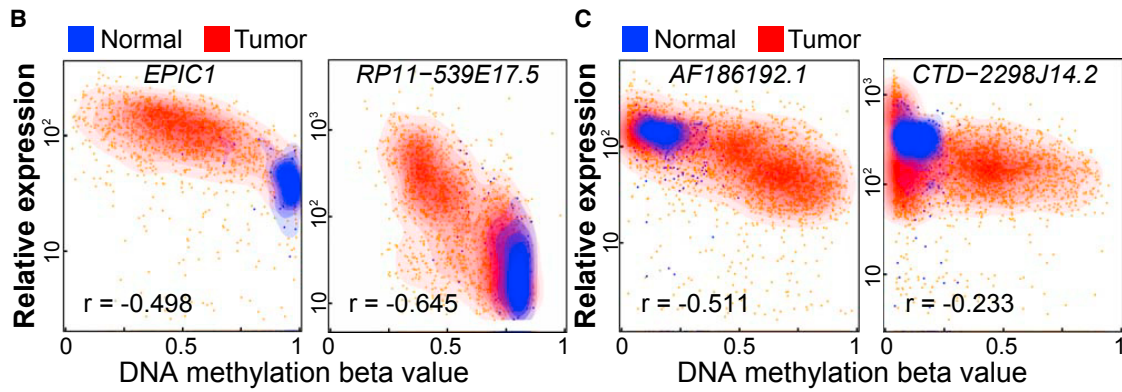 B
Normal Tumor
EPIC1
RP11-539E17.5
Relative expression
10²
10
10³
10²
10
r = -0.498
r = -0.645
0 0.5 1
0 0.5 1
DNA methylation beta value
C
Normal Tumor
AF186192.1
CTD-2298J14.2
Relative expression
10²
10
10³
10²
10
r = -0.511
r = -0.233
0 0.5 1
0 0.5 1
DNA methylation beta value